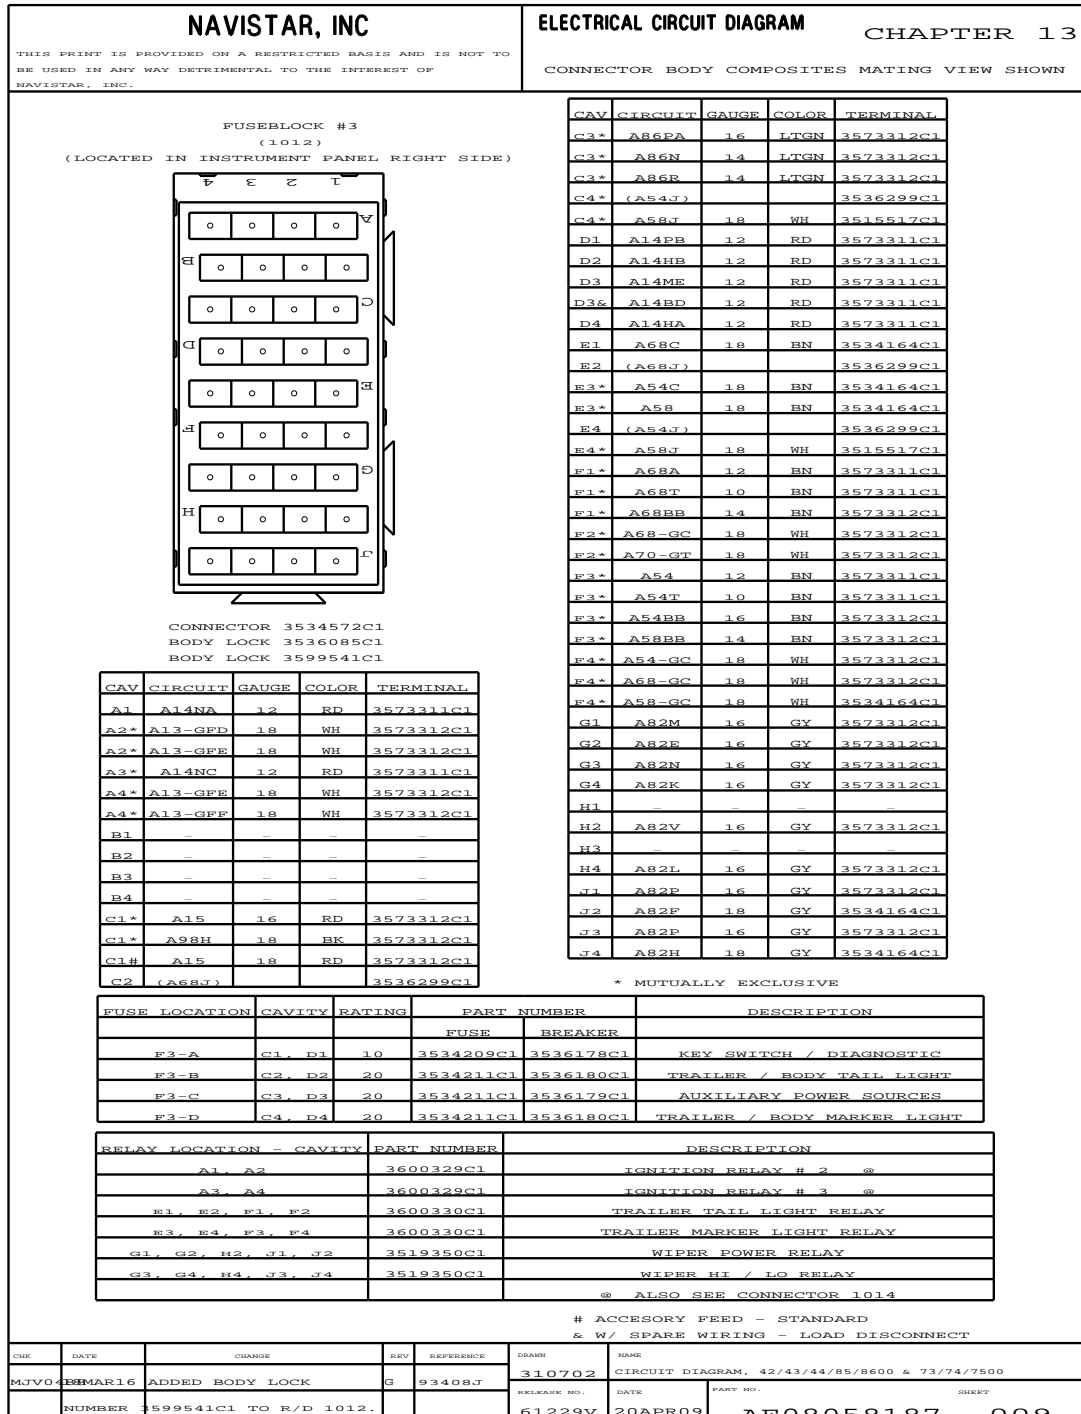 NAVISTAR, INC
THIS PRINT IS PROVIDED ON A RESTRICTED BASIS AND IS NOT TO
BE USED IN ANY WAY DETRIMENTAL TO THE INTEREST OF
NAVISTAR, INC.
ELECTRICAL CIRCUIT DIAGRAM CHAPTER 13
CONNECTOR BODY COMPOSITES MATING VIEW SHOWN
FUSEBLOCK #3
(1012)
(LOCATED IN INSTRUMENT PANEL RIGHT SIDE)
4 3 2 1
A
B
C
D
E
F
G
H
J
CONNECTOR 3534572C1
BODY LOCK 3536085C1
BODY LOCK 3599541C1
CAV CIRCUIT GAUGE COLOR TERMINAL
A1 A14NA 12 RD 3573311C1
A2* A13-GFD 18 WH 3573312C1
A2* A13-GFE 18 WH 3573312C1
A3* A14NC 12 RD 3573311C1
A4* A13-GFE 18 WH 3573312C1
A4* A13-GFF 18 WH 3573312C1
B1 – – – –
B2 – – – –
B3 – – – –
B4 – – – –
C1* A15 16 RD 3573312C1
C1* A98H 18 BK 3573312C1
C1# A15 18 RD 3573312C1
C2 (A68J) 3536299C1
CAV CIRCUIT GAUGE COLOR TERMINAL
C3* A86PA 16 LTGN 3573312C1
C3* A86N 14 LTGN 3573312C1
C3* A86R 14 LTGN 3573312C1
C4* (A54J) 3536299C1
C4* A58J 18 WH 3515517C1
D1 A14PB 12 RD 3573311C1
D2 A14HB 12 RD 3573311C1
D3 A14ME 12 RD 3573311C1
D3& A14BD 12 RD 3573311C1
D4 A14HA 12 RD 3573311C1
E1 A68C 18 BN 3534164C1
E2 (A68J) 3536299C1
E3* A54C 18 BN 3534164C1
E3* A58 18 BN 3534164C1
E4 (A54J) 3536299C1
E4* A58J 18 WH 3515517C1
F1* A68A 12 BN 3573311C1
F1* A68T 10 BN 3573311C1
F1* A68BB 14 BN 3573312C1
F2* A68-GC 18 WH 3573312C1
F2* A70-GT 18 WH 3573312C1
F3* A54 12 BN 3573311C1
F3* A54T 10 BN 3573311C1
F3* A54BB 16 BN 3573312C1
F3* A58BB 14 BN 3573312C1
F4* A54-GC 18 WH 3573312C1
F4* A68-GC 18 WH 3573312C1
F4* A58-GC 18 WH 3534164C1
G1 A82M 16 GY 3573312C1
G2 A82E 16 GY 3573312C1
G3 A82N 16 GY 3573312C1
G4 A82K 16 GY 3573312C1
H1 – – – –
H2 A82V 16 GY 3573312C1
H3 – – – –
H4 A82L 16 GY 3573312C1
J1 A82P 16 GY 3573312C1
J2 A82F 18 GY 3534164C1
J3 A82P 16 GY 3573312C1
J4 A82H 18 GY 3534164C1
* MUTUALLY EXCLUSIVE
FUSE LOCATION CAVITY RATING PART NUMBER DESCRIPTION
FUSE BREAKER
F3-A C1, D1 10 3534209C1 3536178C1 KEY SWITCH / DIAGNOSTIC
F3-B C2, D2 20 3534211C1 3536180C1 TRAILER / BODY TAIL LIGHT
F3-C C3, D3 20 3534211C1 3536179C1 AUXILIARY POWER SOURCES
F3-D C4, D4 20 3534211C1 3536180C1 TRAILER / BODY MARKER LIGHT
RELAY LOCATION - CAVITY PART NUMBER DESCRIPTION
A1, A2 3600329C1 IGNITION RELAY # 2 @
A3, A4 3600329C1 IGNITION RELAY # 3 @
E1, E2, F1, F2 3600330C1 TRAILER TAIL LIGHT RELAY
E3, E4, F3, F4 3600330C1 TRAILER MARKER LIGHT RELAY
G1, G2, H2, J1, J2 3519350C1 WIPER POWER RELAY
G3, G4, H4, J3, J4 3519350C1 WIPER HI / LO RELAY
@ ALSO SEE CONNECTOR 1014
# ACCESORY FEED - STANDARD
& W/ SPARE WIRING - LOAD DISCONNECT
CHK DATE CHANGE REV REFERENCE DRAWN NAME
MAR16 ADDED BODY LOCK G 93408J 310702 CIRCUIT DIAGRAM, 42/43/44/85/8600 & 73/74/7500
RELEASE NO. DATE PART NO. SHEET
NUMBER 3599541C1 TO R/D 1012. 61229V 20APR09